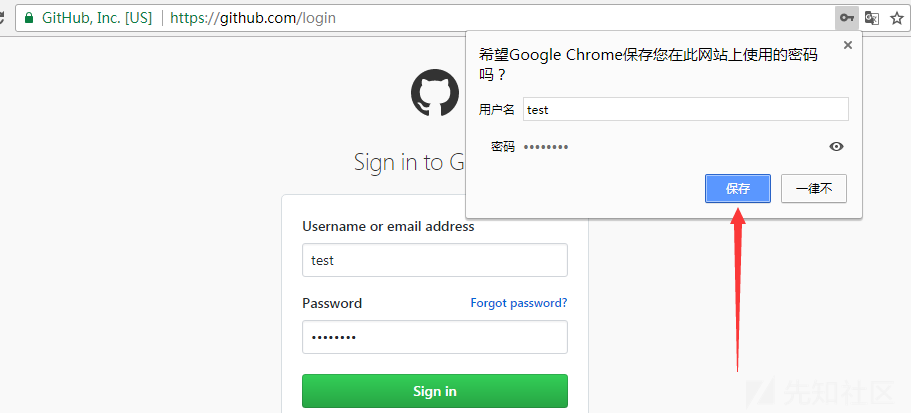 GitHub, Inc. [US] | https://github.com/login
希望Google Chrome保存您在此网站上使用的密码
吗？
用户名 test
密码 ••••••••
保存 一律不
Sign in to G
Username or email address
test
Password Forgot password?
••••••••
Sign in
先知社区